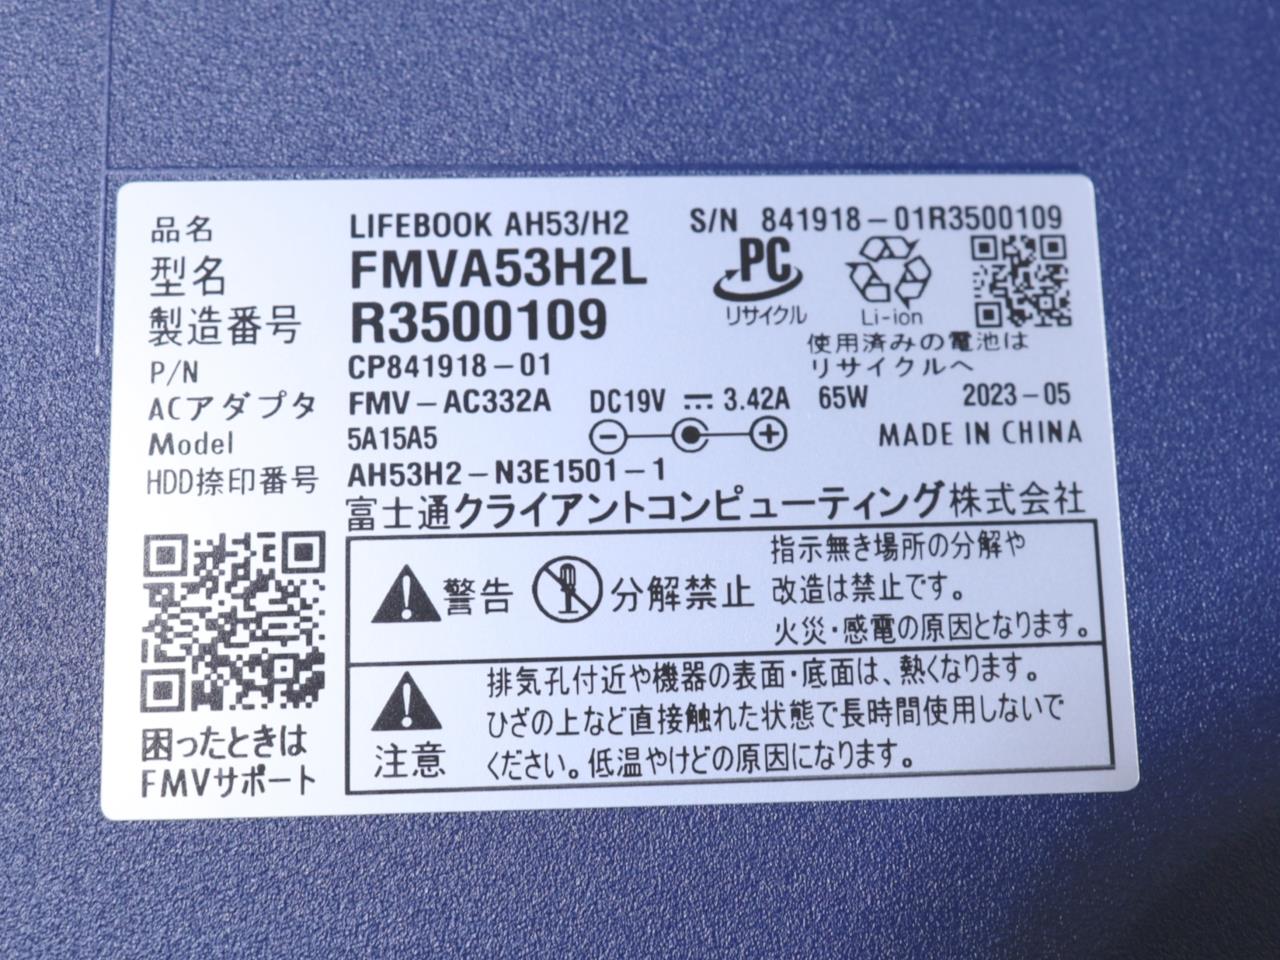 品名 LIFEBOOK AH53/H2 S/N 841918-01R3500109
型名 FMVA53H2L
製造番号 R3500109
PC
リサイクル
Li-ion
使用済みの電池は
リサイクルへ
P/N CP841918-01
ACアダプタ FMV-AC332A DC19V ⎓ 3.42A 65W 2023-05
Model 5A15A5 MADE IN CHINA
HDD捺印番号 AH53H2-N3E1501-1
富士通クライアントコンピューティング株式会社
警告 分解禁止
指示無き場所の分解や
改造は禁止です。
火災・感電の原因となります。
注意
排気孔付近や機器の表面・底面は、熱くなります。
ひざの上など直接触れた状態で長時間使用しないで
ください。低温やけどの原因になります。
困ったときは
FMVサポート